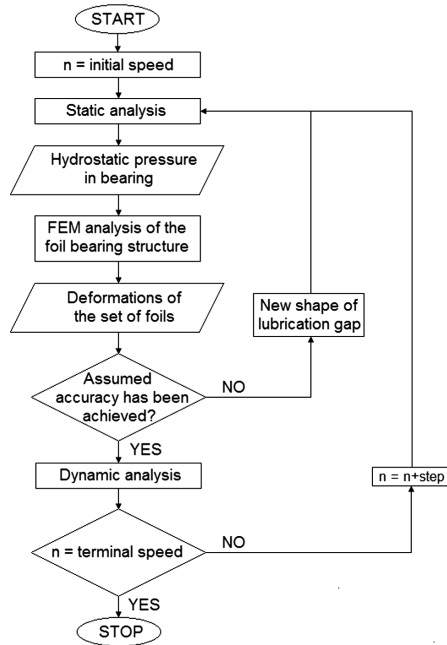 START
n = initial speed
Static analysis
Hydrostatic pressure
in bearing
FEM analysis of the
foil bearing structure
Deformations of
the set of foils
New shape of
lubrication gap
Assumed
accuracy has been
achieved?
NO
YES
Dynamic analysis
n = n+step
n = terminal speed
NO
YES
STOP